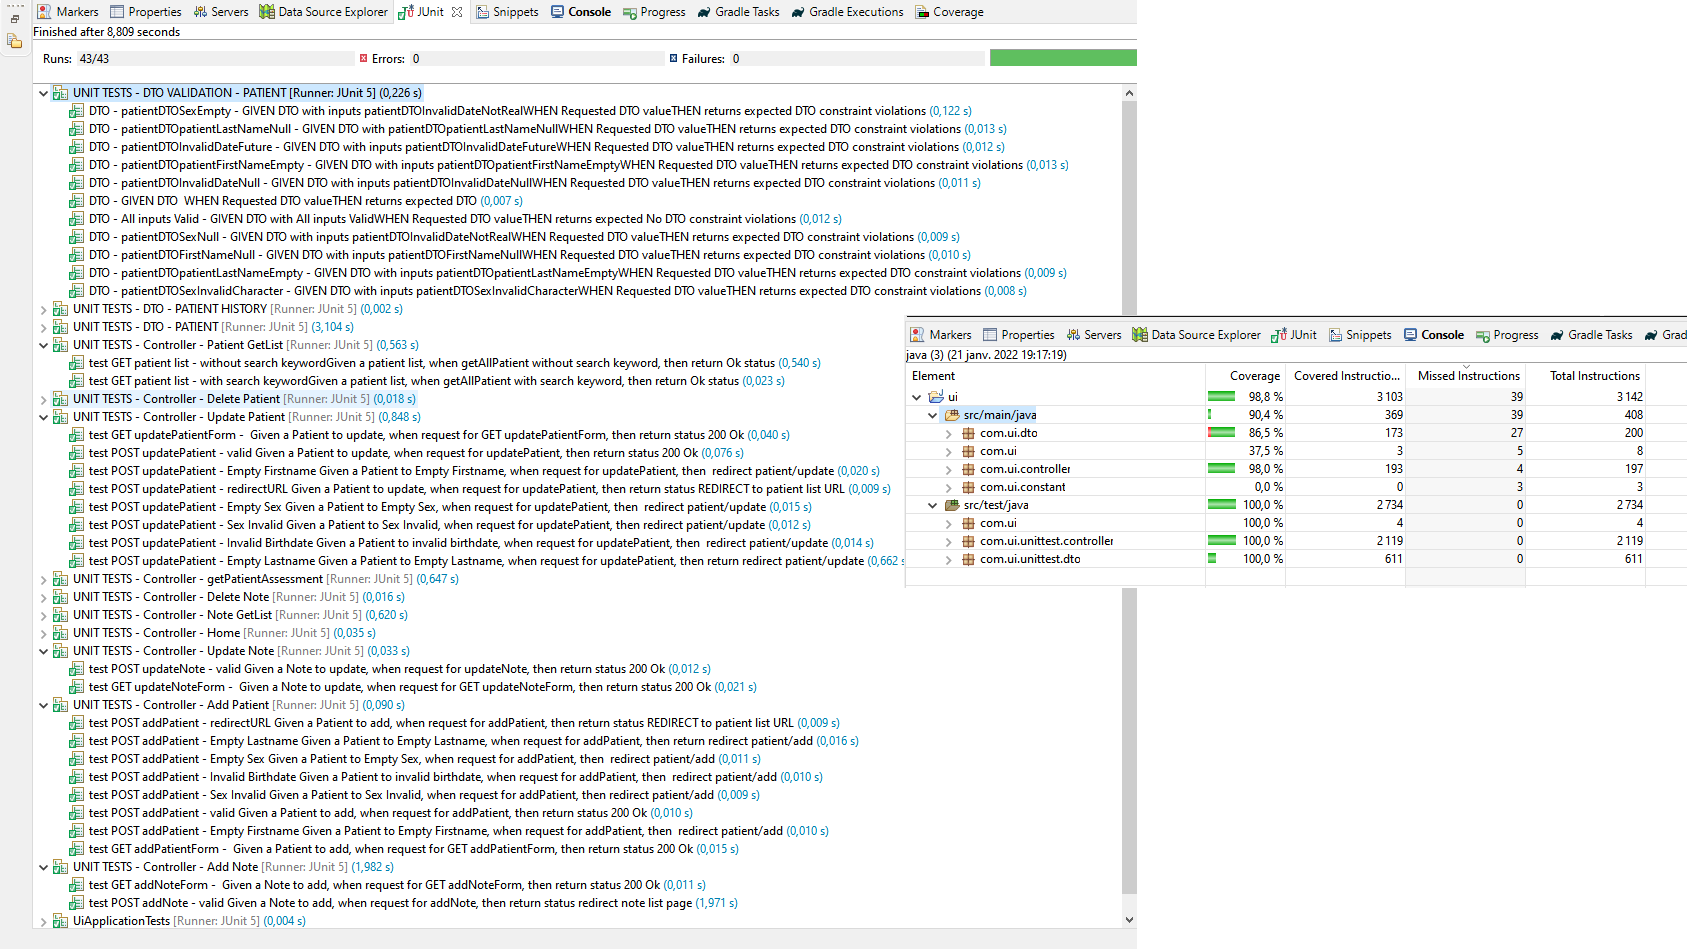 Markers Properties Servers Data Source Explorer JUnit Snippets Console Progress Gradle Tasks Gradle Executions Coverage
Finished after 8,809 seconds
Runs: 43/43 Errors: 0 Failures: 0
UNIT TESTS - DTO VALIDATION - PATIENT [Runner: JUnit 5] (0,226 s)
DTO - patientDTOSexEmpty - GIVEN DTO with inputs patientDTOInvalidDateNotRealWHEN Requested DTO valueTHEN returns expected DTO constraint violations (0,122 s)
DTO - patientDTOpatientLastNameNull - GIVEN DTO with inputs patientDTOpatientLastNameNullWHEN Requested DTO valueTHEN returns expected DTO constraint violations (0,013 s)
DTO - patientDTOInvalidDateFuture - GIVEN DTO with inputs patientDTOInvalidDateFutureWHEN Requested DTO valueTHEN returns expected DTO constraint violations (0,012 s)
DTO - patientDTOpatientFirstNameEmpty - GIVEN DTO with inputs patientDTOpatientFirstNameEmptyWHEN Requested DTO valueTHEN returns expected DTO constraint violations (0,013 s)
DTO - patientDTOInvalidDateNull - GIVEN DTO with inputs patientDTOInvalidDateNullWHEN Requested DTO valueTHEN returns expected DTO constraint violations (0,011 s)
DTO - GIVEN DTO  WHEN Requested DTO valueTHEN returns expected DTO (0,007 s)
DTO - All inputs Valid - GIVEN DTO with All inputs ValidWHEN Requested DTO valueTHEN returns expected No DTO constraint violations (0,012 s)
DTO - patientDTOSexNull - GIVEN DTO with inputs patientDTOInvalidDateNotRealWHEN Requested DTO valueTHEN returns expected DTO constraint violations (0,009 s)
DTO - patientDTOFirstNameNull - GIVEN DTO with inputs patientDTOFirstNameNullWHEN Requested DTO valueTHEN returns expected DTO constraint violations (0,010 s)
DTO - patientDTOpatientLastNameEmpty - GIVEN DTO with inputs patientDTOpatientLastNameEmptyWHEN Requested DTO valueTHEN returns expected DTO constraint violations (0,009 s)
DTO - patientDTOSexInvalidCharacter - GIVEN DTO with inputs patientDTOSexInvalidCharacterWHEN Requested DTO valueTHEN returns expected DTO constraint violations (0,008 s)
UNIT TESTS - DTO - PATIENT HISTORY [Runner: JUnit 5] (0,002 s)
UNIT TESTS - DTO - PATIENT [Runner: JUnit 5] (3,104 s)
UNIT TESTS - Controller - Patient GetList [Runner: JUnit 5] (0,563 s)
test GET patient list - without search keywordGiven a patient list, when getAllPatient without search keyword, then return Ok status (0,540 s)
test GET patient list - with search keywordGiven a patient list, when getAllPatient with search keyword, then return Ok status (0,023 s)
UNIT TESTS - Controller - Delete Patient [Runner: JUnit 5] (0,018 s)
UNIT TESTS - Controller - Update Patient [Runner: JUnit 5] (0,848 s)
test GET updatePatientForm -  Given a Patient to update, when request for GET updatePatientForm, then return status 200 Ok (0,040 s)
test POST updatePatient - valid Given a Patient to update, when request for updatePatient, then return status 200 Ok (0,076 s)
test POST updatePatient - Empty Firstname Given a Patient to Empty Firstname, when request for updatePatient, then  redirect patient/update (0,020 s)
test POST updatePatient - redirectURL Given a Patient to update, when request for updatePatient, then return status REDIRECT to patient list URL (0,009 s)
test POST updatePatient - Empty Sex Given a Patient to Empty Sex, when request for updatePatient, then  redirect patient/update (0,015 s)
test POST updatePatient - Sex Invalid Given a Patient to Sex Invalid, when request for updatePatient, then redirect patient/update (0,012 s)
test POST updatePatient - Invalid Birthdate Given a Patient to invalid birthdate, when request for updatePatient, then  redirect patient/update (0,014 s)
test POST updatePatient - Empty Lastname Given a Patient to Empty Lastname, when request for updatePatient, then return redirect patient/update (0,662 s
UNIT TESTS - Controller - getPatientAssessment [Runner: JUnit 5] (0,647 s)
UNIT TESTS - Controller - Delete Note [Runner: JUnit 5] (0,016 s)
UNIT TESTS - Controller - Note GetList [Runner: JUnit 5] (0,620 s)
UNIT TESTS - Controller - Home [Runner: JUnit 5] (0,035 s)
UNIT TESTS - Controller - Update Note [Runner: JUnit 5] (0,033 s)
test POST updateNote - valid Given a Note to update, when request for updateNote, then return status 200 Ok (0,012 s)
test GET updateNoteForm -  Given a Note to update, when request for GET updateNoteForm, then return status 200 Ok (0,021 s)
UNIT TESTS - Controller - Add Patient [Runner: JUnit 5] (0,090 s)
test POST addPatient - redirectURL Given a Patient to add, when request for addPatient, then return status REDIRECT to patient list URL (0,009 s)
test POST addPatient - Empty Lastname Given a Patient to Empty Lastname, when request for addPatient, then return redirect patient/add (0,016 s)
test POST addPatient - Empty Sex Given a Patient to Empty Sex, when request for addPatient, then  redirect patient/add (0,011 s)
test POST addPatient - Invalid Birthdate Given a Patient to invalid birthdate, when request for addPatient, then  redirect patient/add (0,010 s)
test POST addPatient - Sex Invalid Given a Patient to Sex Invalid, when request for addPatient, then redirect patient/add (0,009 s)
test POST addPatient - valid Given a Patient to add, when request for addPatient, then return status 200 Ok (0,010 s)
test POST addPatient - Empty Firstname Given a Patient to Empty Firstname, when request for addPatient, then  redirect patient/add (0,010 s)
test GET addPatientForm -  Given a Patient to add, when request for GET addPatientForm, then return status 200 Ok (0,015 s)
UNIT TESTS - Controller - Add Note [Runner: JUnit 5] (1,982 s)
test GET addNoteForm -  Given a Note to add, when request for GET addNoteForm, then return status 200 Ok (0,011 s)
test POST addNote - valid Given a Note to add, when request for addNote, then return status redirect note list page (1,971 s)
UiApplicationTests [Runner: JUnit 5] (0,004 s)
Markers Properties Servers Data Source Explorer JUnit Snippets Console Progress Gradle Tasks Grad
java (3) (21 janv. 2022 19:17:19)
Element Coverage Covered Instructio... Missed Instructions Total Instructions
ui 98,8 % 3 103 39 3 142
src/main/java 90,4 % 369 39 408
com.ui.dto 86,5 % 173 27 200
com.ui 37,5 % 3 5 8
com.ui.controller 98,0 % 193 4 197
com.ui.constant 0,0 % 0 3 3
src/test/java 100,0 % 2 734 0 2 734
com.ui 100,0 % 4 0 4
com.ui.unittest.controller 100,0 % 2 119 0 2 119
com.ui.unittest.dto 100,0 % 611 0 611